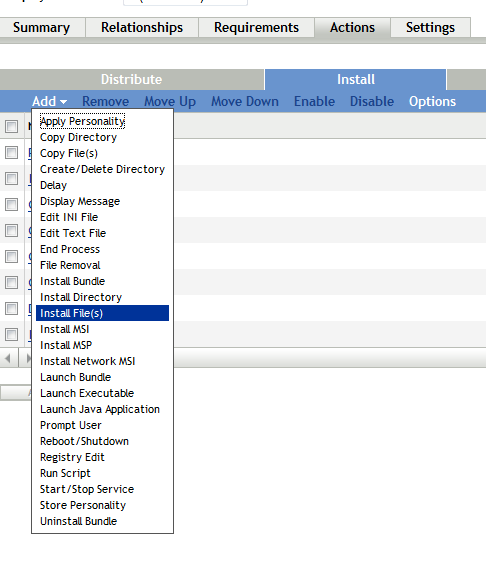 Summary Relationships Requirements Actions Settings
Distribute Install
Add Remove Move Up Move Down Enable Disable Options
Apply Personality
Copy Directory
Copy File(s)
Create/Delete Directory
Delay
Display Message
Edit INI File
Edit Text File
End Process
File Removal
Install Bundle
Install Directory
Install File(s)
Install MSI
Install MSP
Install Network MSI
Launch Bundle
Launch Executable
Launch Java Application
Prompt User
Reboot/Shutdown
Registry Edit
Run Script
Start/Stop Service
Store Personality
Uninstall Bundle